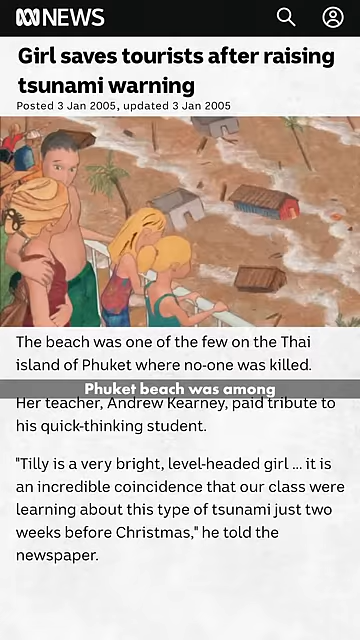 NEWS
Girl saves tourists after raising
tsunami warning
Posted 3 Jan 2005, updated 3 Jan 2005
The beach was one of the few on the Thai
island of Phuket where no-one was killed.
Phuket beach was among
Her teacher, Andrew Kearney, paid tribute to
his quick-thinking student.
"Tilly is a very bright, level-headed girl ... it is
an incredible coincidence that our class were
learning about this type of tsunami just two
weeks before Christmas," he told the
newspaper.